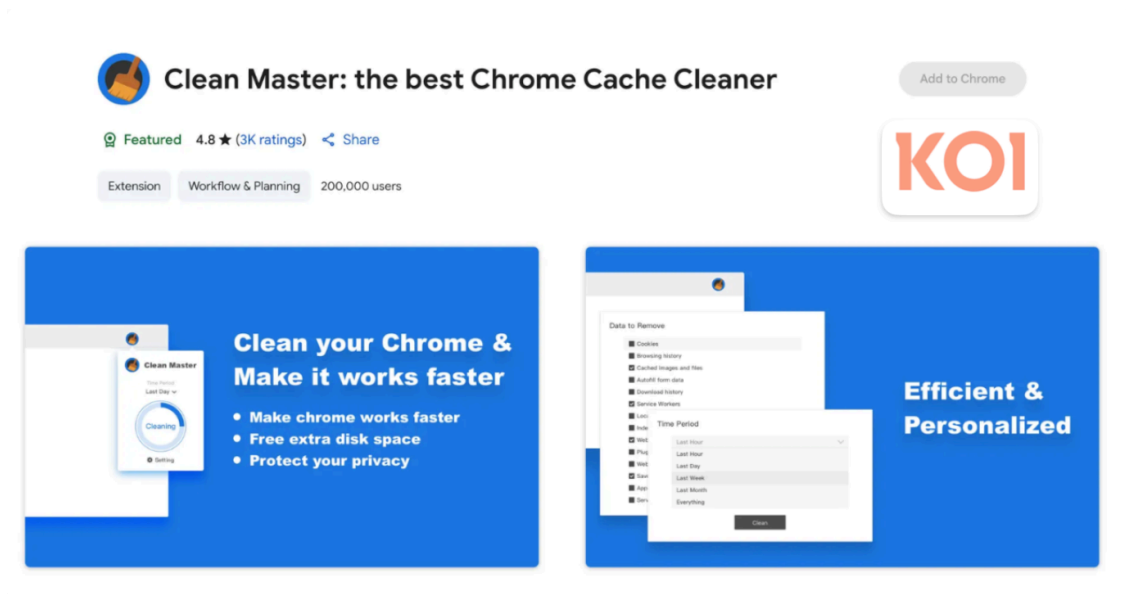 Clean Master: the best Chrome Cache Cleaner
Add to Chrome
Featured 4.8 ★ (3K ratings) Share
KOI
Extension Workflow & Planning 200,000 users
Clean your Chrome &
Make it works faster
Make chrome works faster
Free extra disk space
Protect your privacy
Clean Master
Time Period
Last Day
Cleaning
Setting
Data to Remove
Cookies
Browsing history
Cached images and files
Autofill form data
Download history
Service Workers
Time Period
Last Hour
Last Hour
Last Day
Last Week
Last Month
Everything
Clean
Efficient &
Personalized